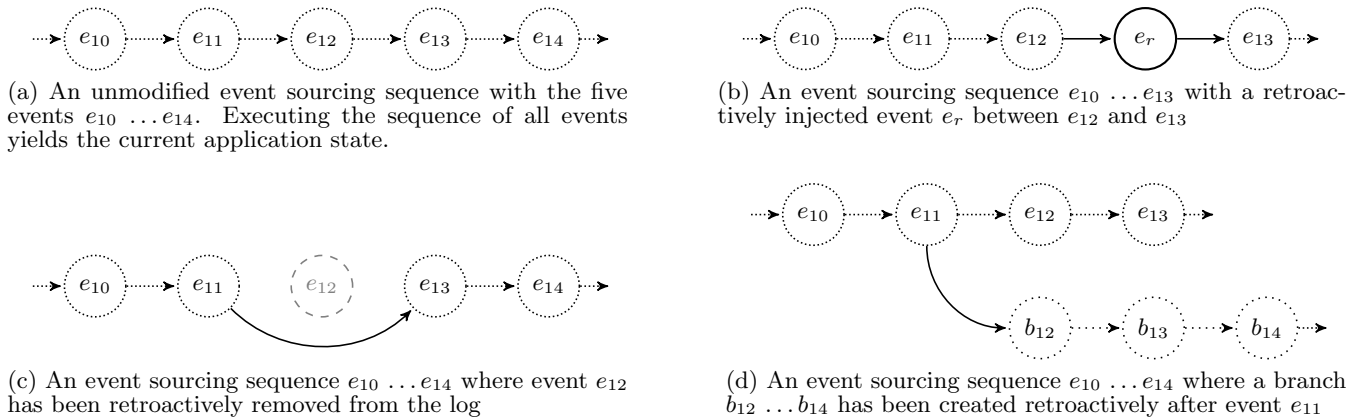 e10 e11 e12 e13 e14
(a) An unmodified event sourcing sequence with the five
events e10 ...e14. Executing the sequence of all events
yields the current application state.
e10 e11 e12 er e13
(b) An event sourcing sequence e10 ...e13 with a retroac-
tively injected event er between e12 and e13
e10 e11 e12 e13 e14
(c) An event sourcing sequence e10 ...e14 where event e12
has been retroactively removed from the log
e10 e11 e12 e13
b12 b13 b14
(d) An event sourcing sequence e10 ...e14 where a branch
b12 ...b14 has been created retroactively after event e11